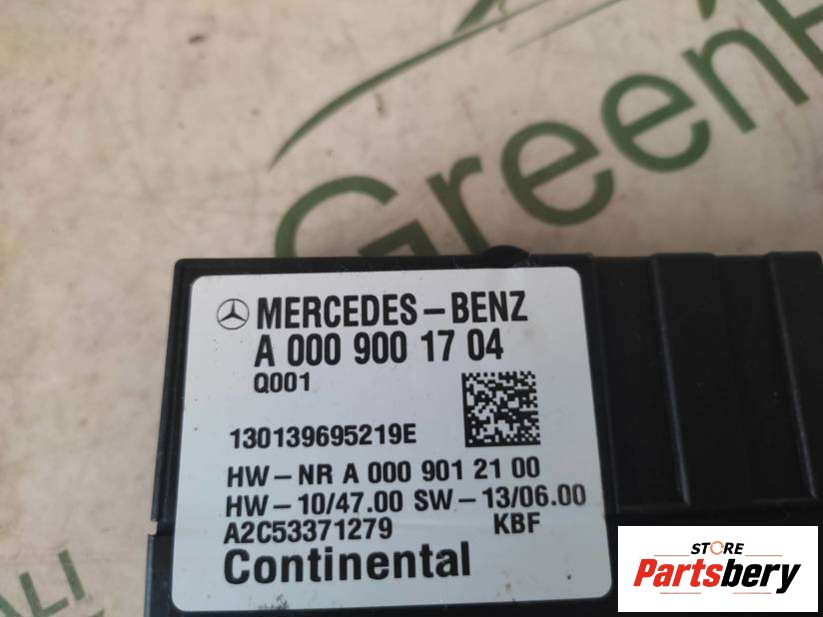 Green
MERCEDES-BENZ
A 000 900 17 04
Q001
130139695219E
HW-NR A 000 901 21 00
HW-10/47.00 SW-13/06.00
A2C53371279 KBF
Continental
ALI
STORE
Partsbery